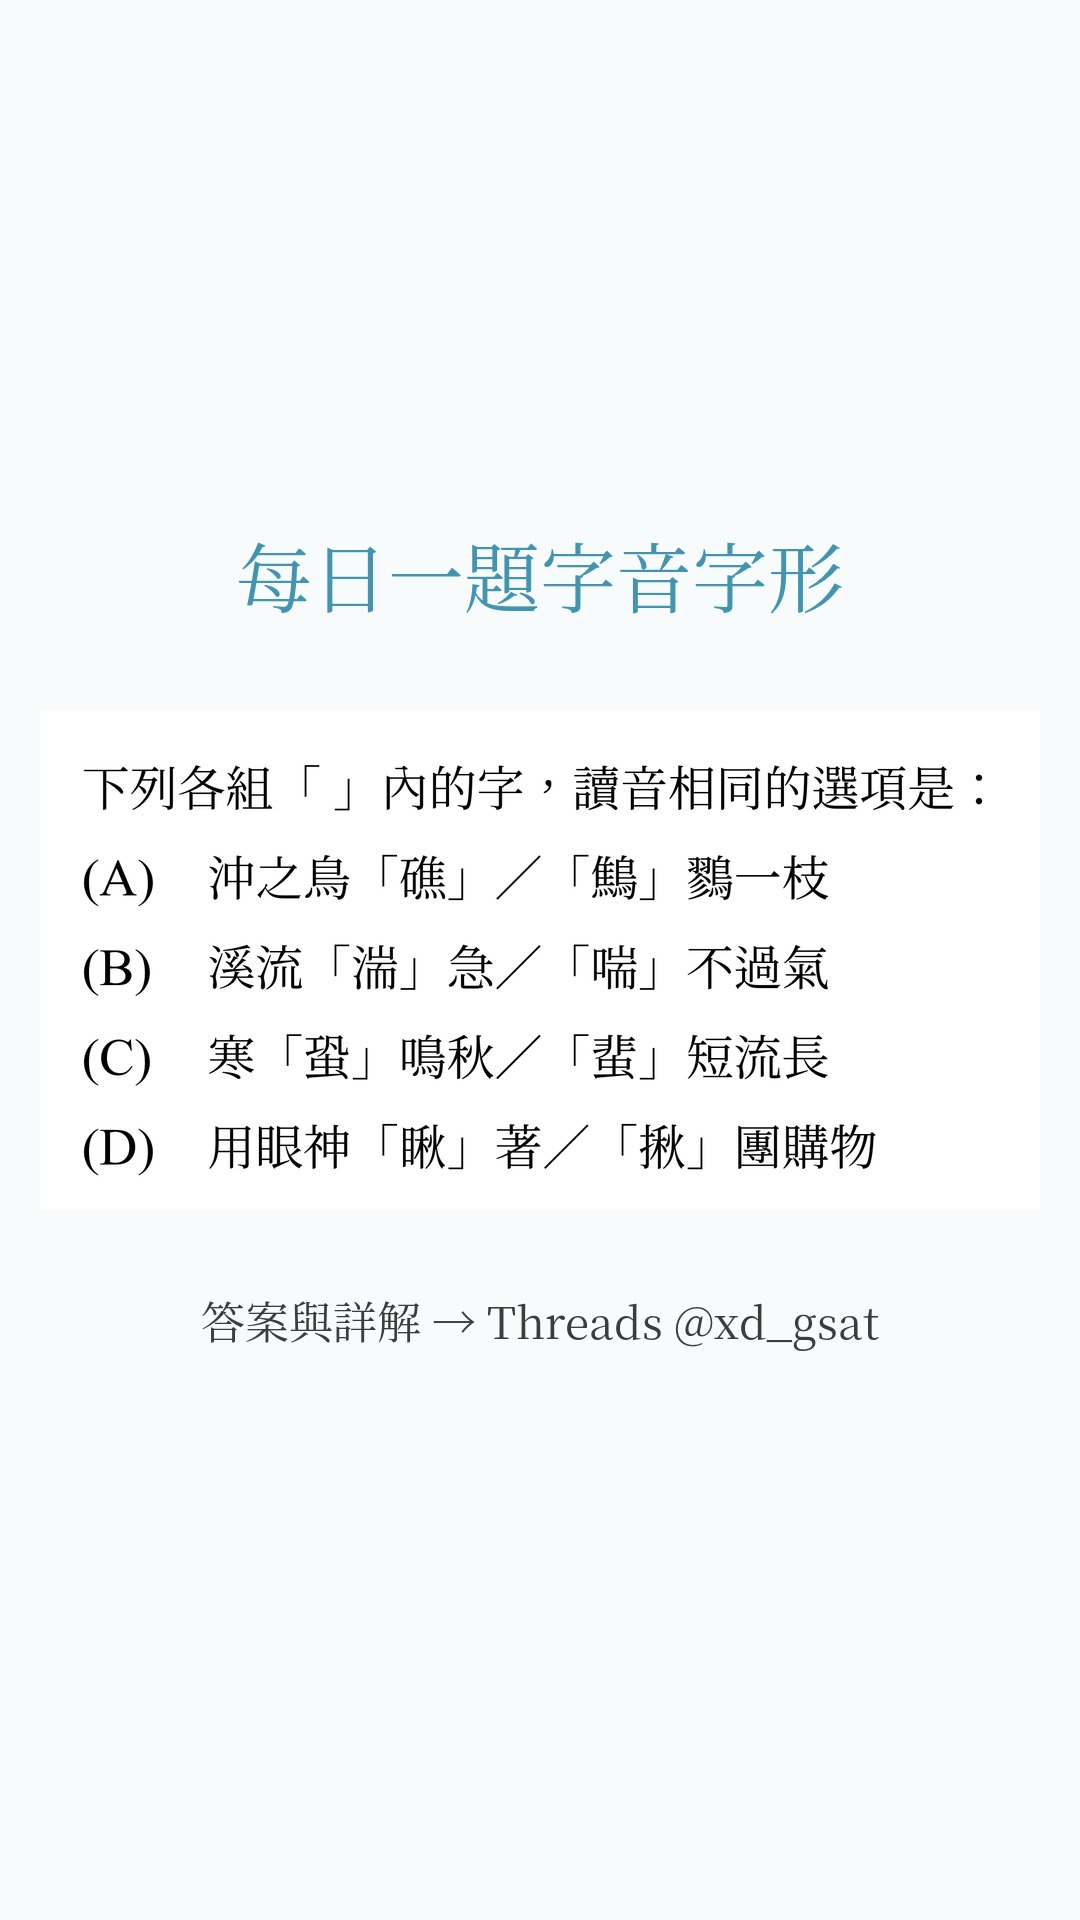 每日一題字音字形
下列各組「 」內的字，讀音相同的選項是：
(A) 沖之鳥「礁」／「鷦」鷯一枝
(B) 溪流「湍」急／「喘」不過氣
(C) 寒「蛩」鳴秋／「蜚」短流長
(D) 用眼神「瞅」著／「揪」團購物
答案與詳解 → Threads @xd_gsat